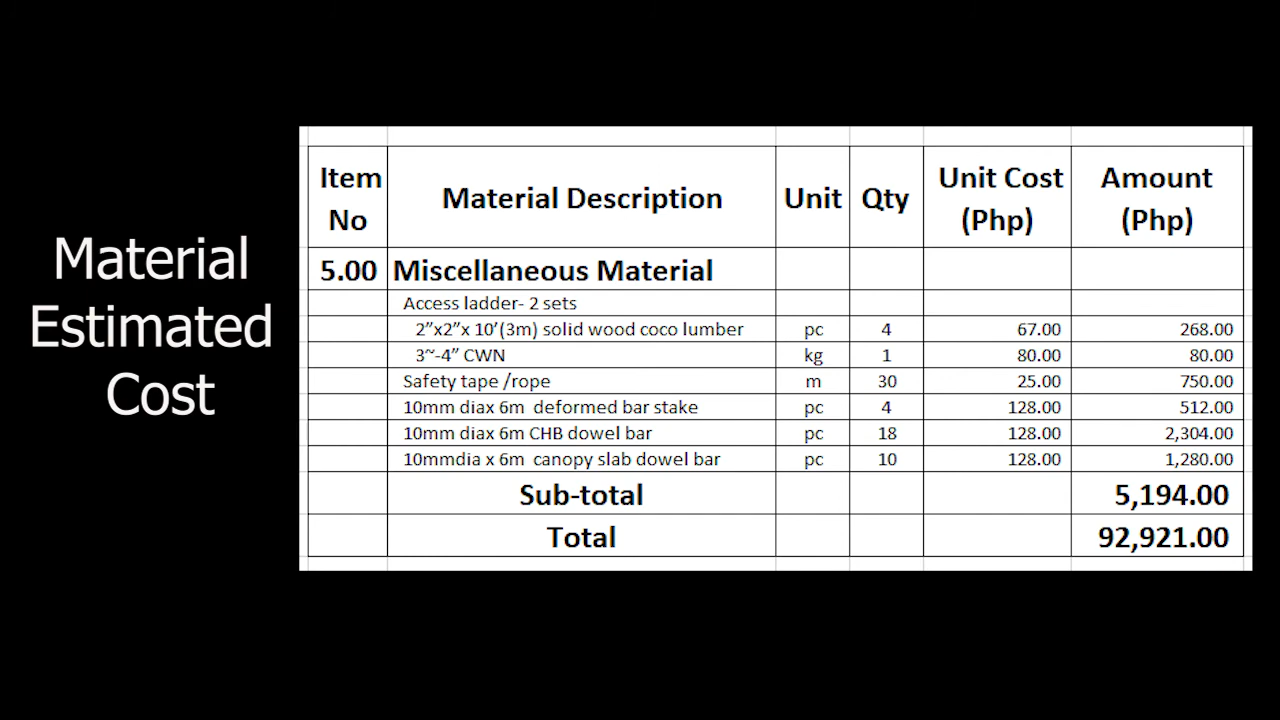 Material
Estimated
Cost
Item No Material Description Unit Qty Unit Cost (Php) Amount (Php)
5.00 Miscellaneous Material
Access ladder- 2 sets
2”x2”x 10’(3m) solid wood coco lumber pc 4 67.00 268.00
3~-4” CWN kg 1 80.00 80.00
Safety tape /rope m 30 25.00 750.00
10mm diax 6m deformed bar stake pc 4 128.00 512.00
10mm diax 6m CHB dowel bar pc 18 128.00 2,304.00
10mmdia x 6m canopy slab dowel bar pc 10 128.00 1,280.00
Sub-total 5,194.00
Total 92,921.00